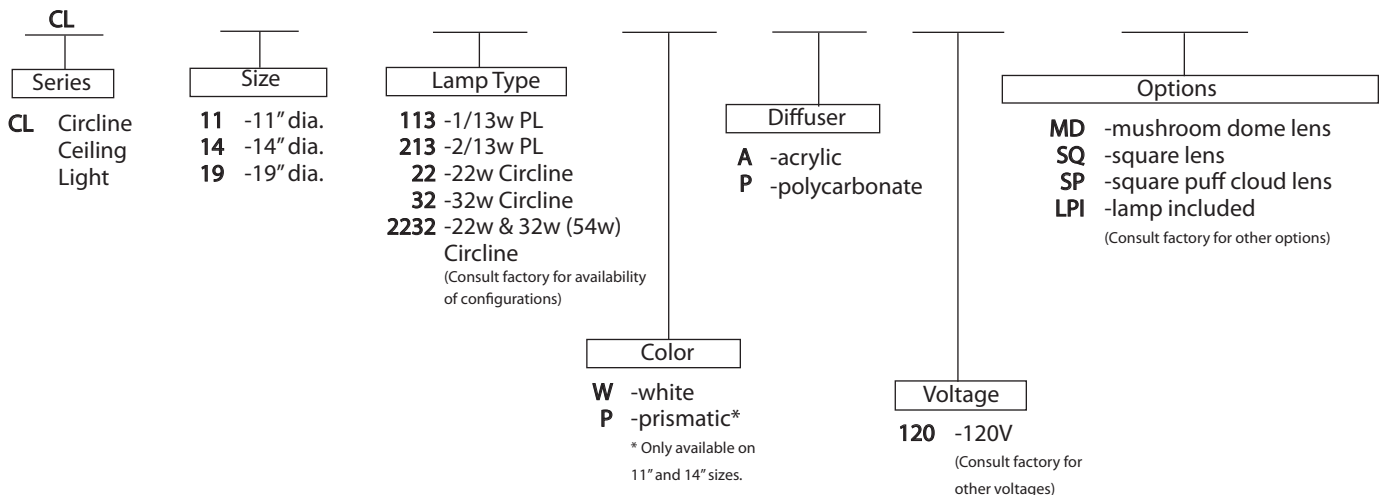 CL
Series
CL Circline
Ceiling
Light
Size
11 -11" dia.
14 -14" dia.
19 -19" dia.
Lamp Type
113 -1/13w PL
213 -2/13w PL
22 -22w Circline
32 -32w Circline
2232 -22w & 32w (54w)
Circline
(Consult factory for availability
of configurations)
Color
W -white
P -prismatic*
* Only available on
11" and 14" sizes.
Diffuser
A -acrylic
P -polycarbonate
Voltage
120 -120V
(Consult factory for
other voltages)
Options
MD -mushroom dome lens
SQ -square lens
SP -square puff cloud lens
LPI -lamp included
(Consult factory for other options)